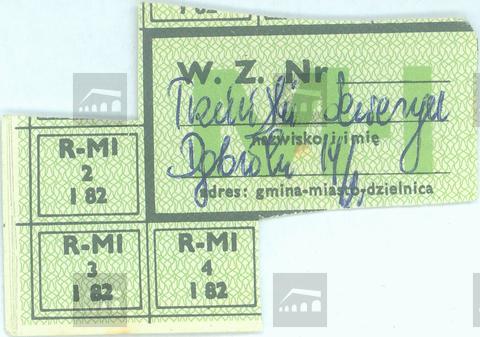 W. Z. Nr
nazwisko i imię
adres: gmina-miasto-dzielnica
R-MI
2
I 82
R-MI
3
I 82
R-MI
4
I 82